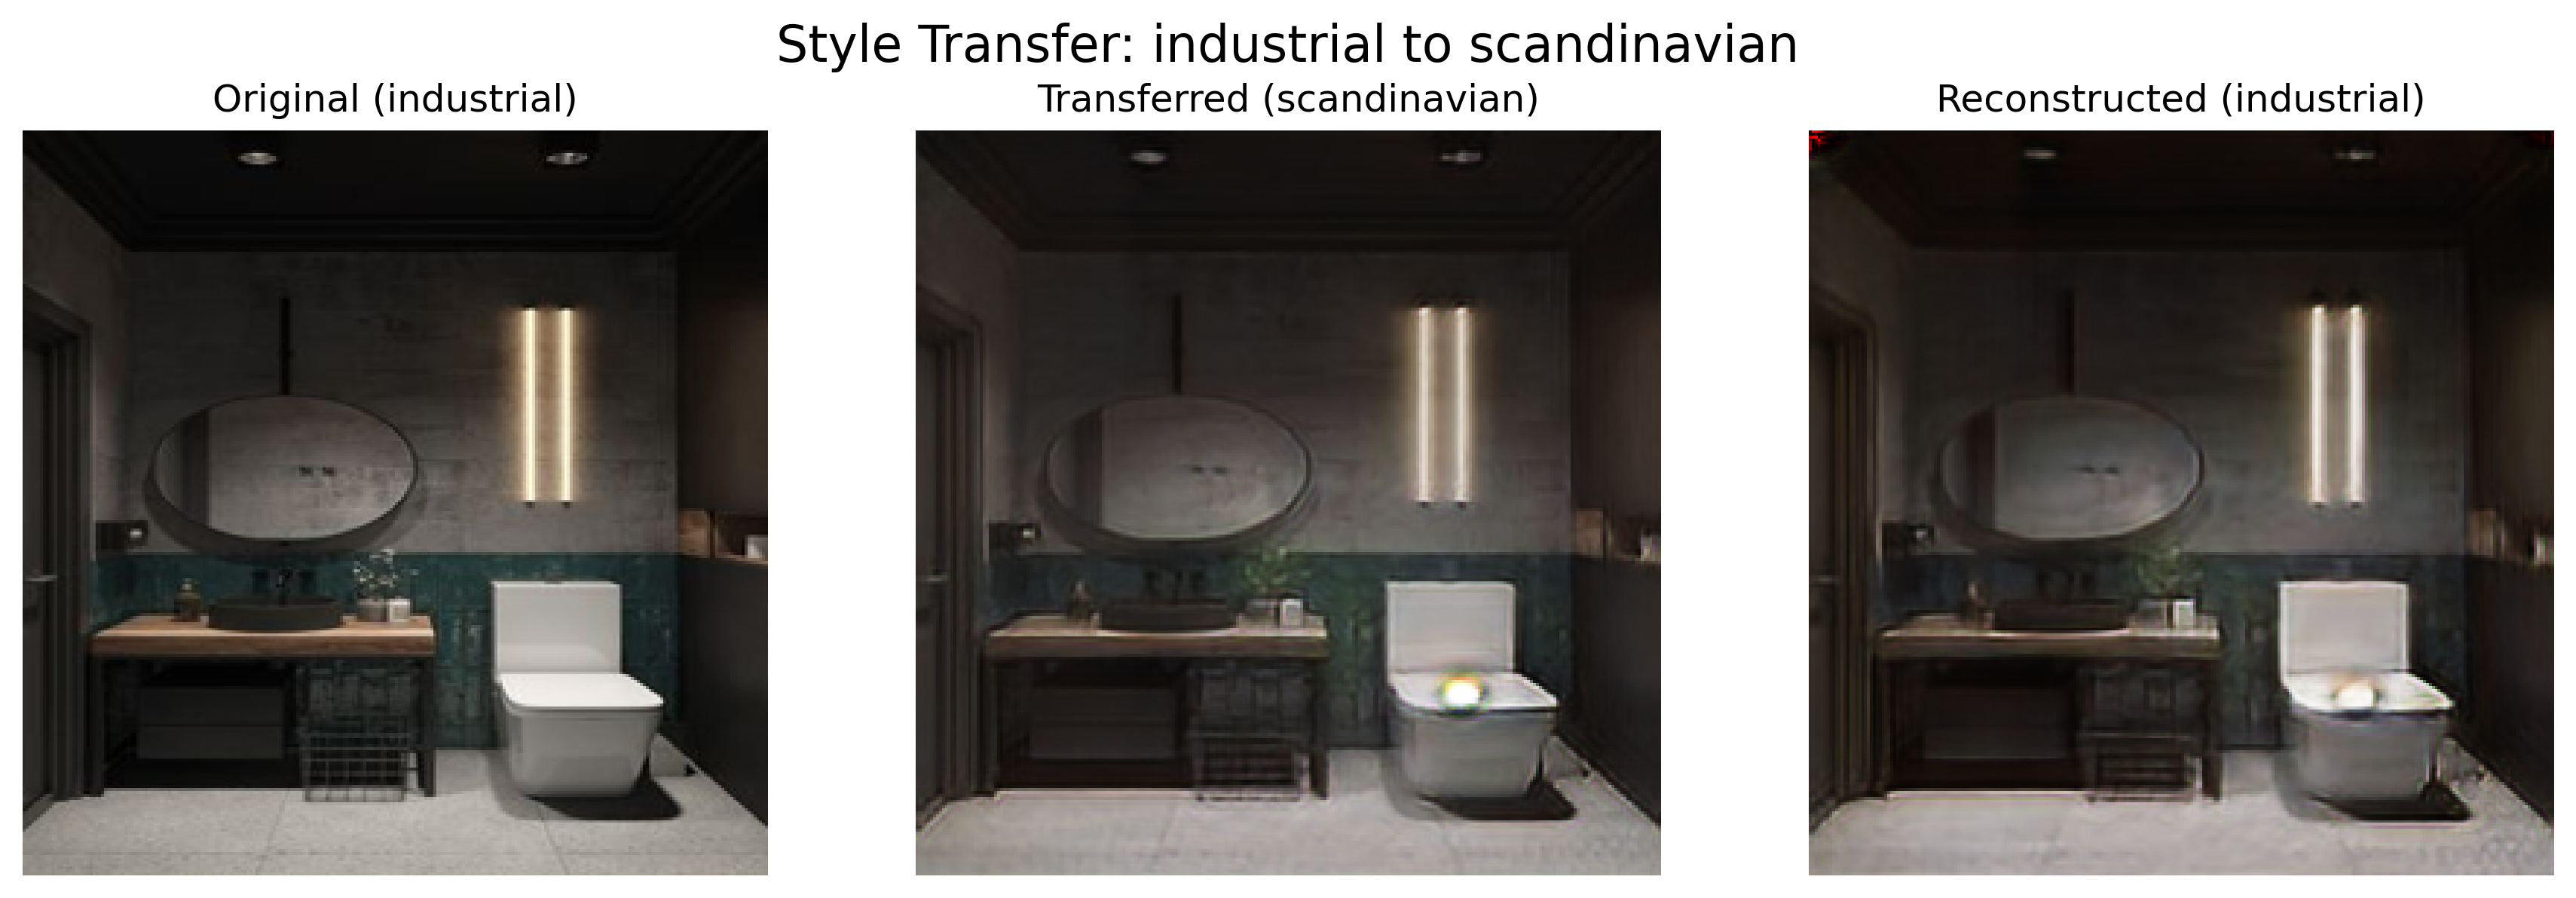 Style Transfer: industrial to scandinavian
Original (industrial)
Transferred (scandinavian)
Reconstructed (industrial)